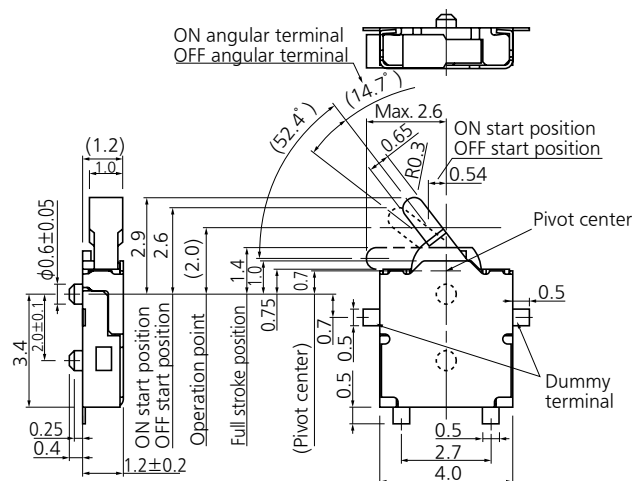 ON angular terminal
OFF angular terminal
(14.7˚)
(52.4˚)
Max. 2.6
0.65
R0.3
ON start position
OFF start position
0.54
Pivot center
(1.2)
1.0
ϕ0.6±0.05
2.9
2.6
(2.0)
1.4
1.0
0.75
0.7
0.7
0.5
0.5
0.5
3.4
2.0±0.1
ON start position
OFF start position
Operation point
Full stroke position
(Pivot center)
Dummy
terminal
0.25
0.4
1.2±0.2
0.5
2.7
4.0